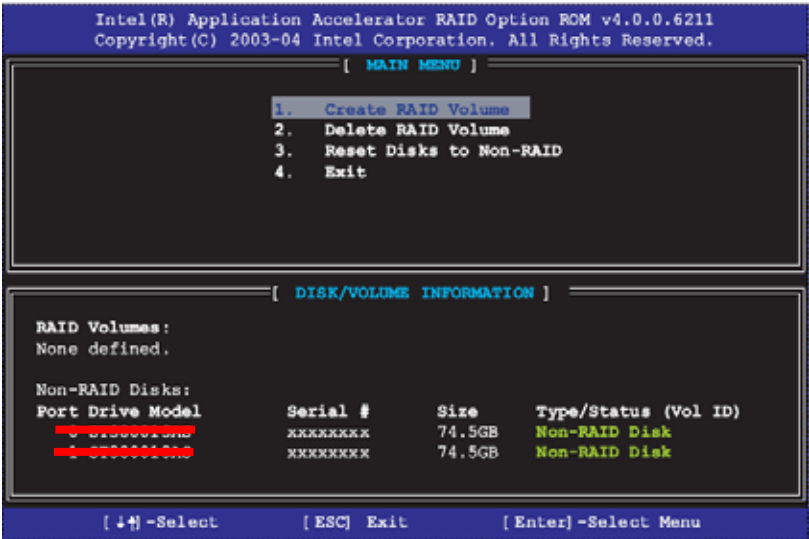 Intel(R) Application Accelerator RAID Option ROM v4.0.0.6211
Copyright(C) 2003-04 Intel Corporation. All Rights Reserved.
[ MAIN MENU ]
1. Create RAID Volume
2. Delete RAID Volume
3. Reset Disks to Non-RAID
4. Exit
[ DISK/VOLUME INFORMATION ]
RAID Volumes:
None defined.
Non-RAID Disks:
Port Drive Model Serial # Size Type/Status (Vol ID)
xxxxxxxx 74.5GB Non-RAID Disk
xxxxxxxx 74.5GB Non-RAID Disk
[↓↑]-Select [ESC] Exit [Enter]-Select Menu